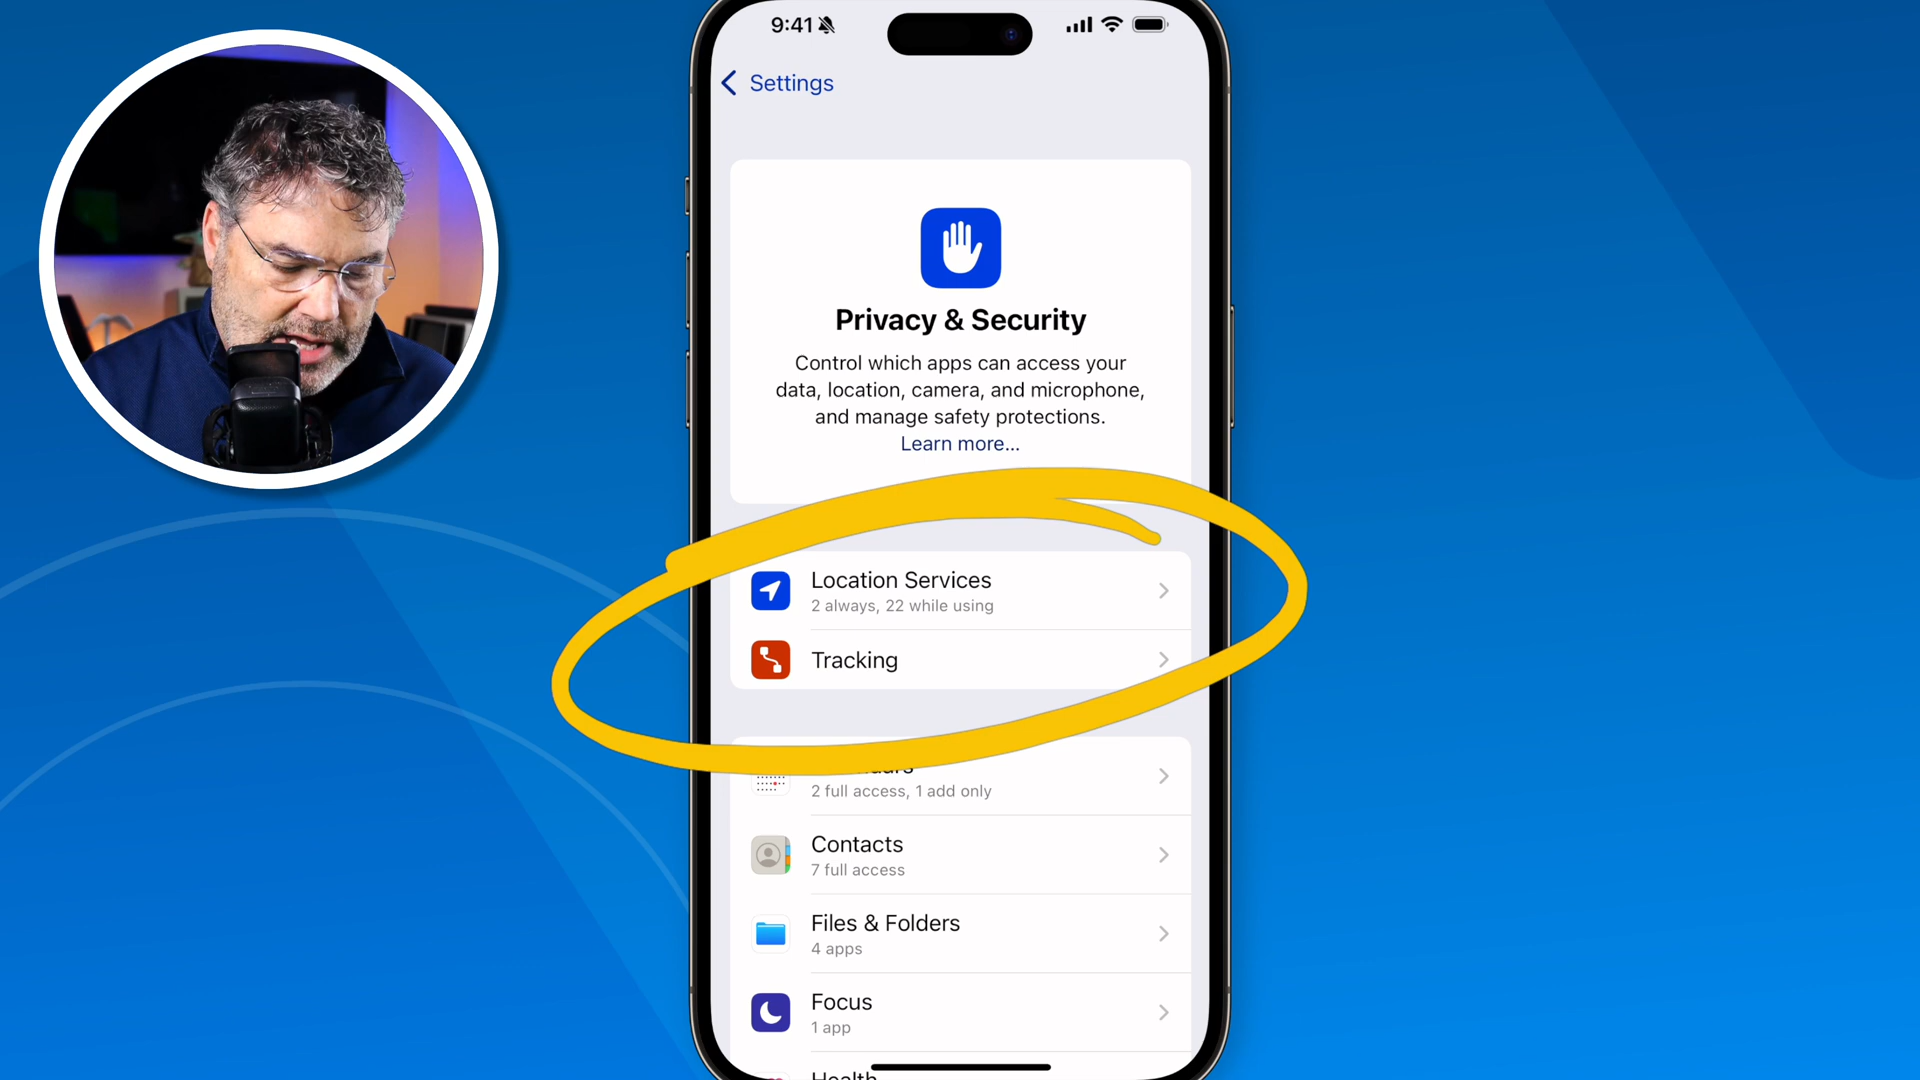 9:41
Settings
Privacy & Security
Control which apps can access your
data, location, camera, and microphone,
and manage safety protections.
Learn more...
Location Services
2 always, 22 while using
Tracking
2 full access, 1 add only
Contacts
7 full access
Files & Folders
4 apps
Focus
1 app
Health